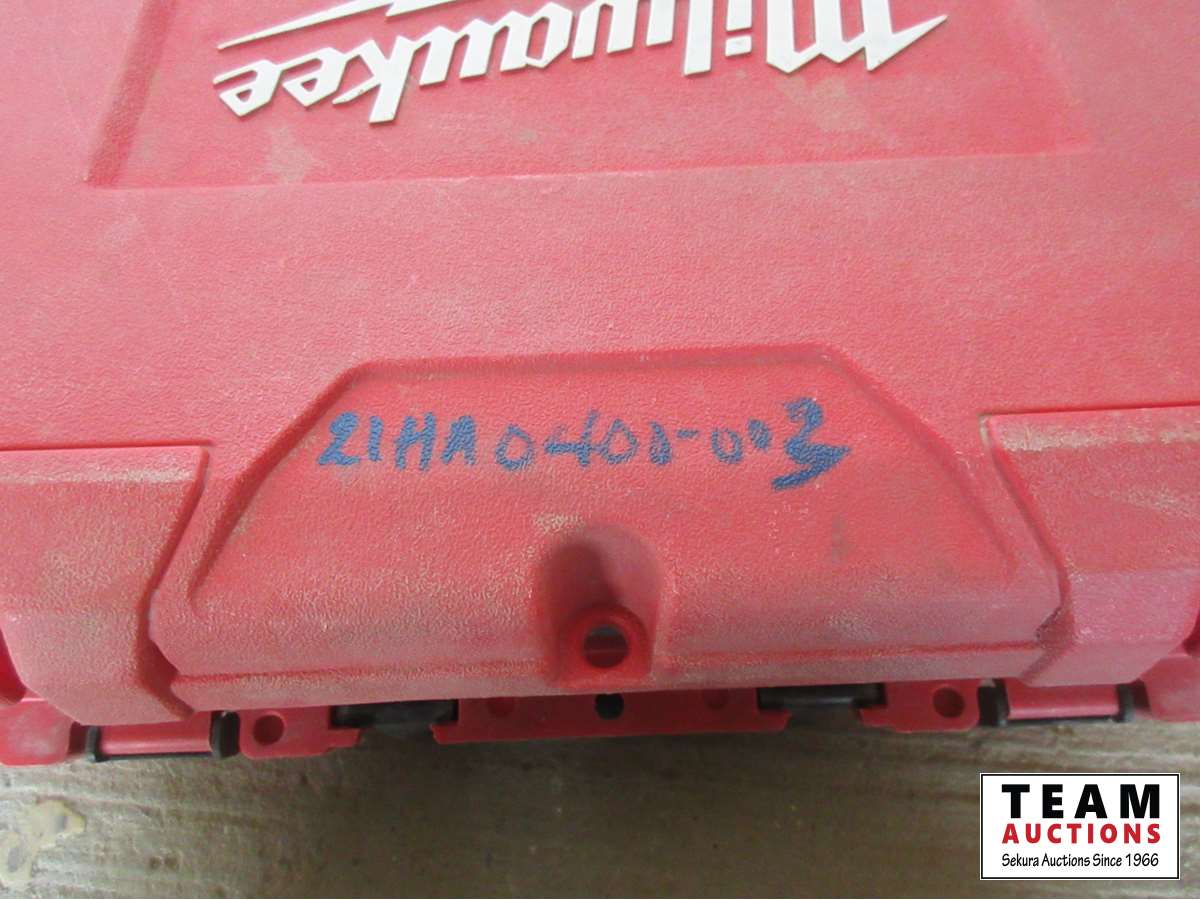 Milwaukee
21HA0400-003
TEAM
AUCTIONS
Sekura Auctions Since 1966